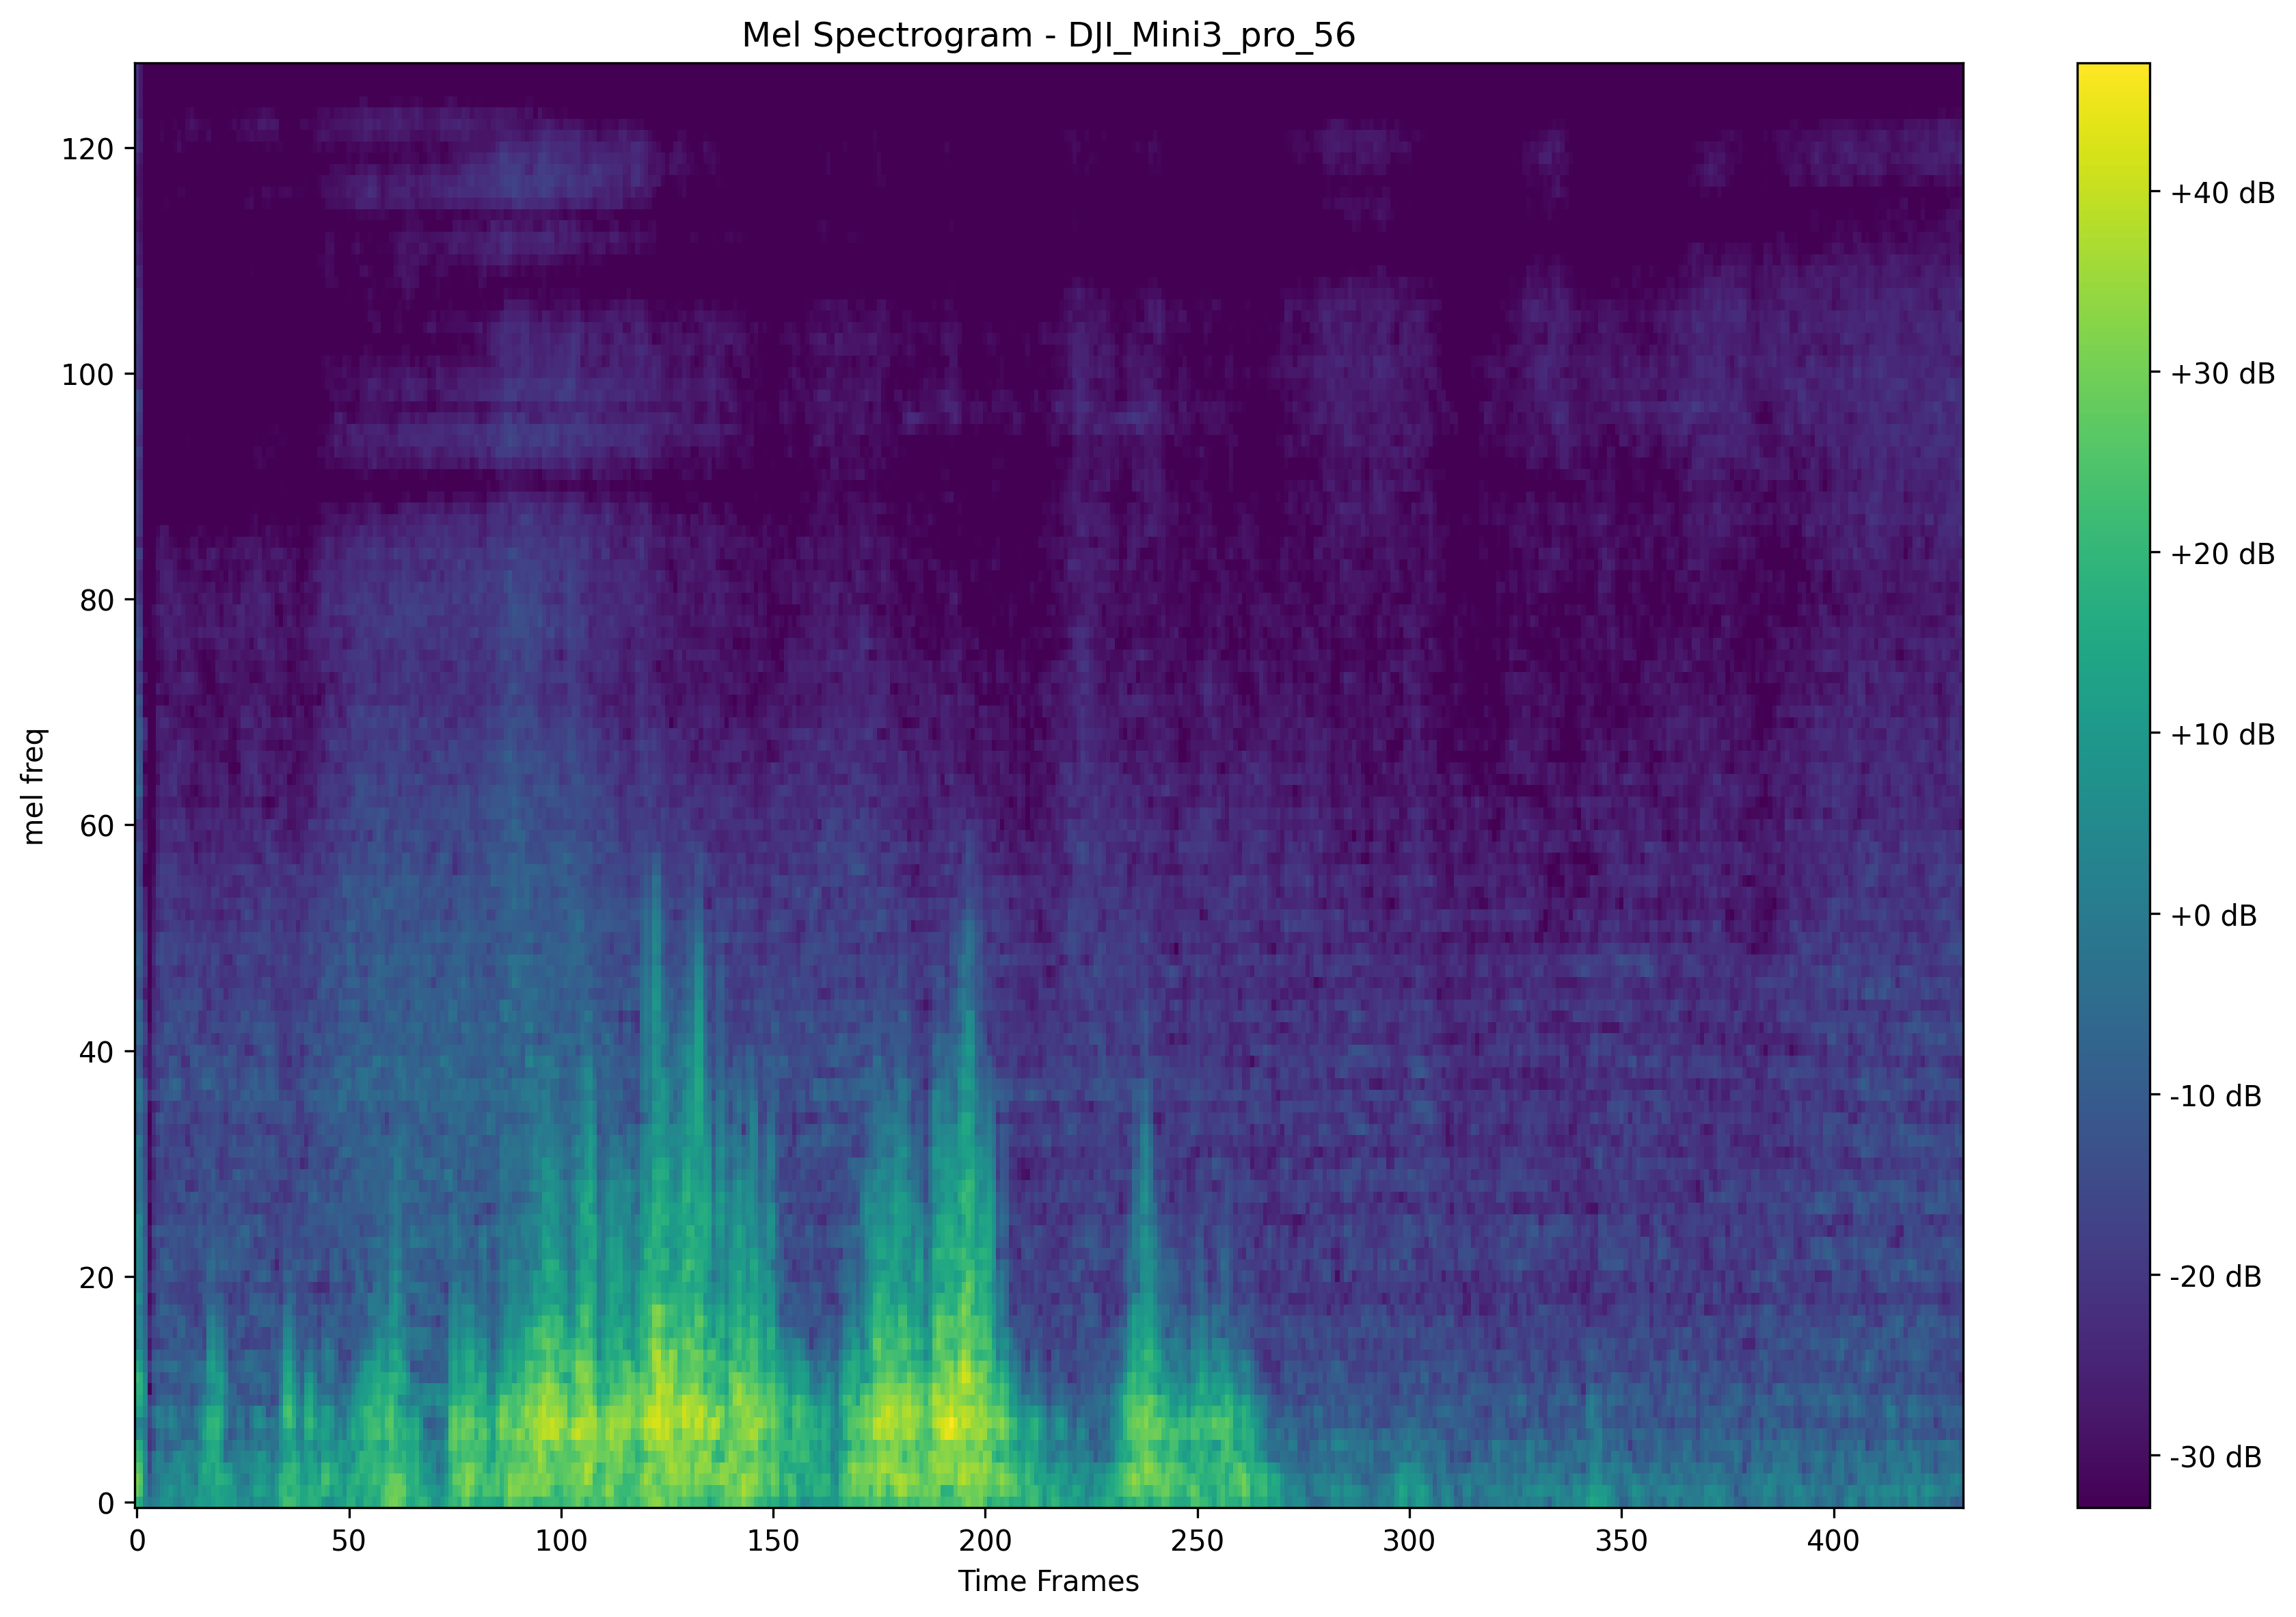 Mel Spectrogram - DJI_Mini3_pro_56
mel freq
120
100
80
60
40
20
0
0 50 100 150 200 250 300 350 400
Time Frames
+40 dB
+30 dB
+20 dB
+10 dB
+0 dB
-10 dB
-20 dB
-30 dB